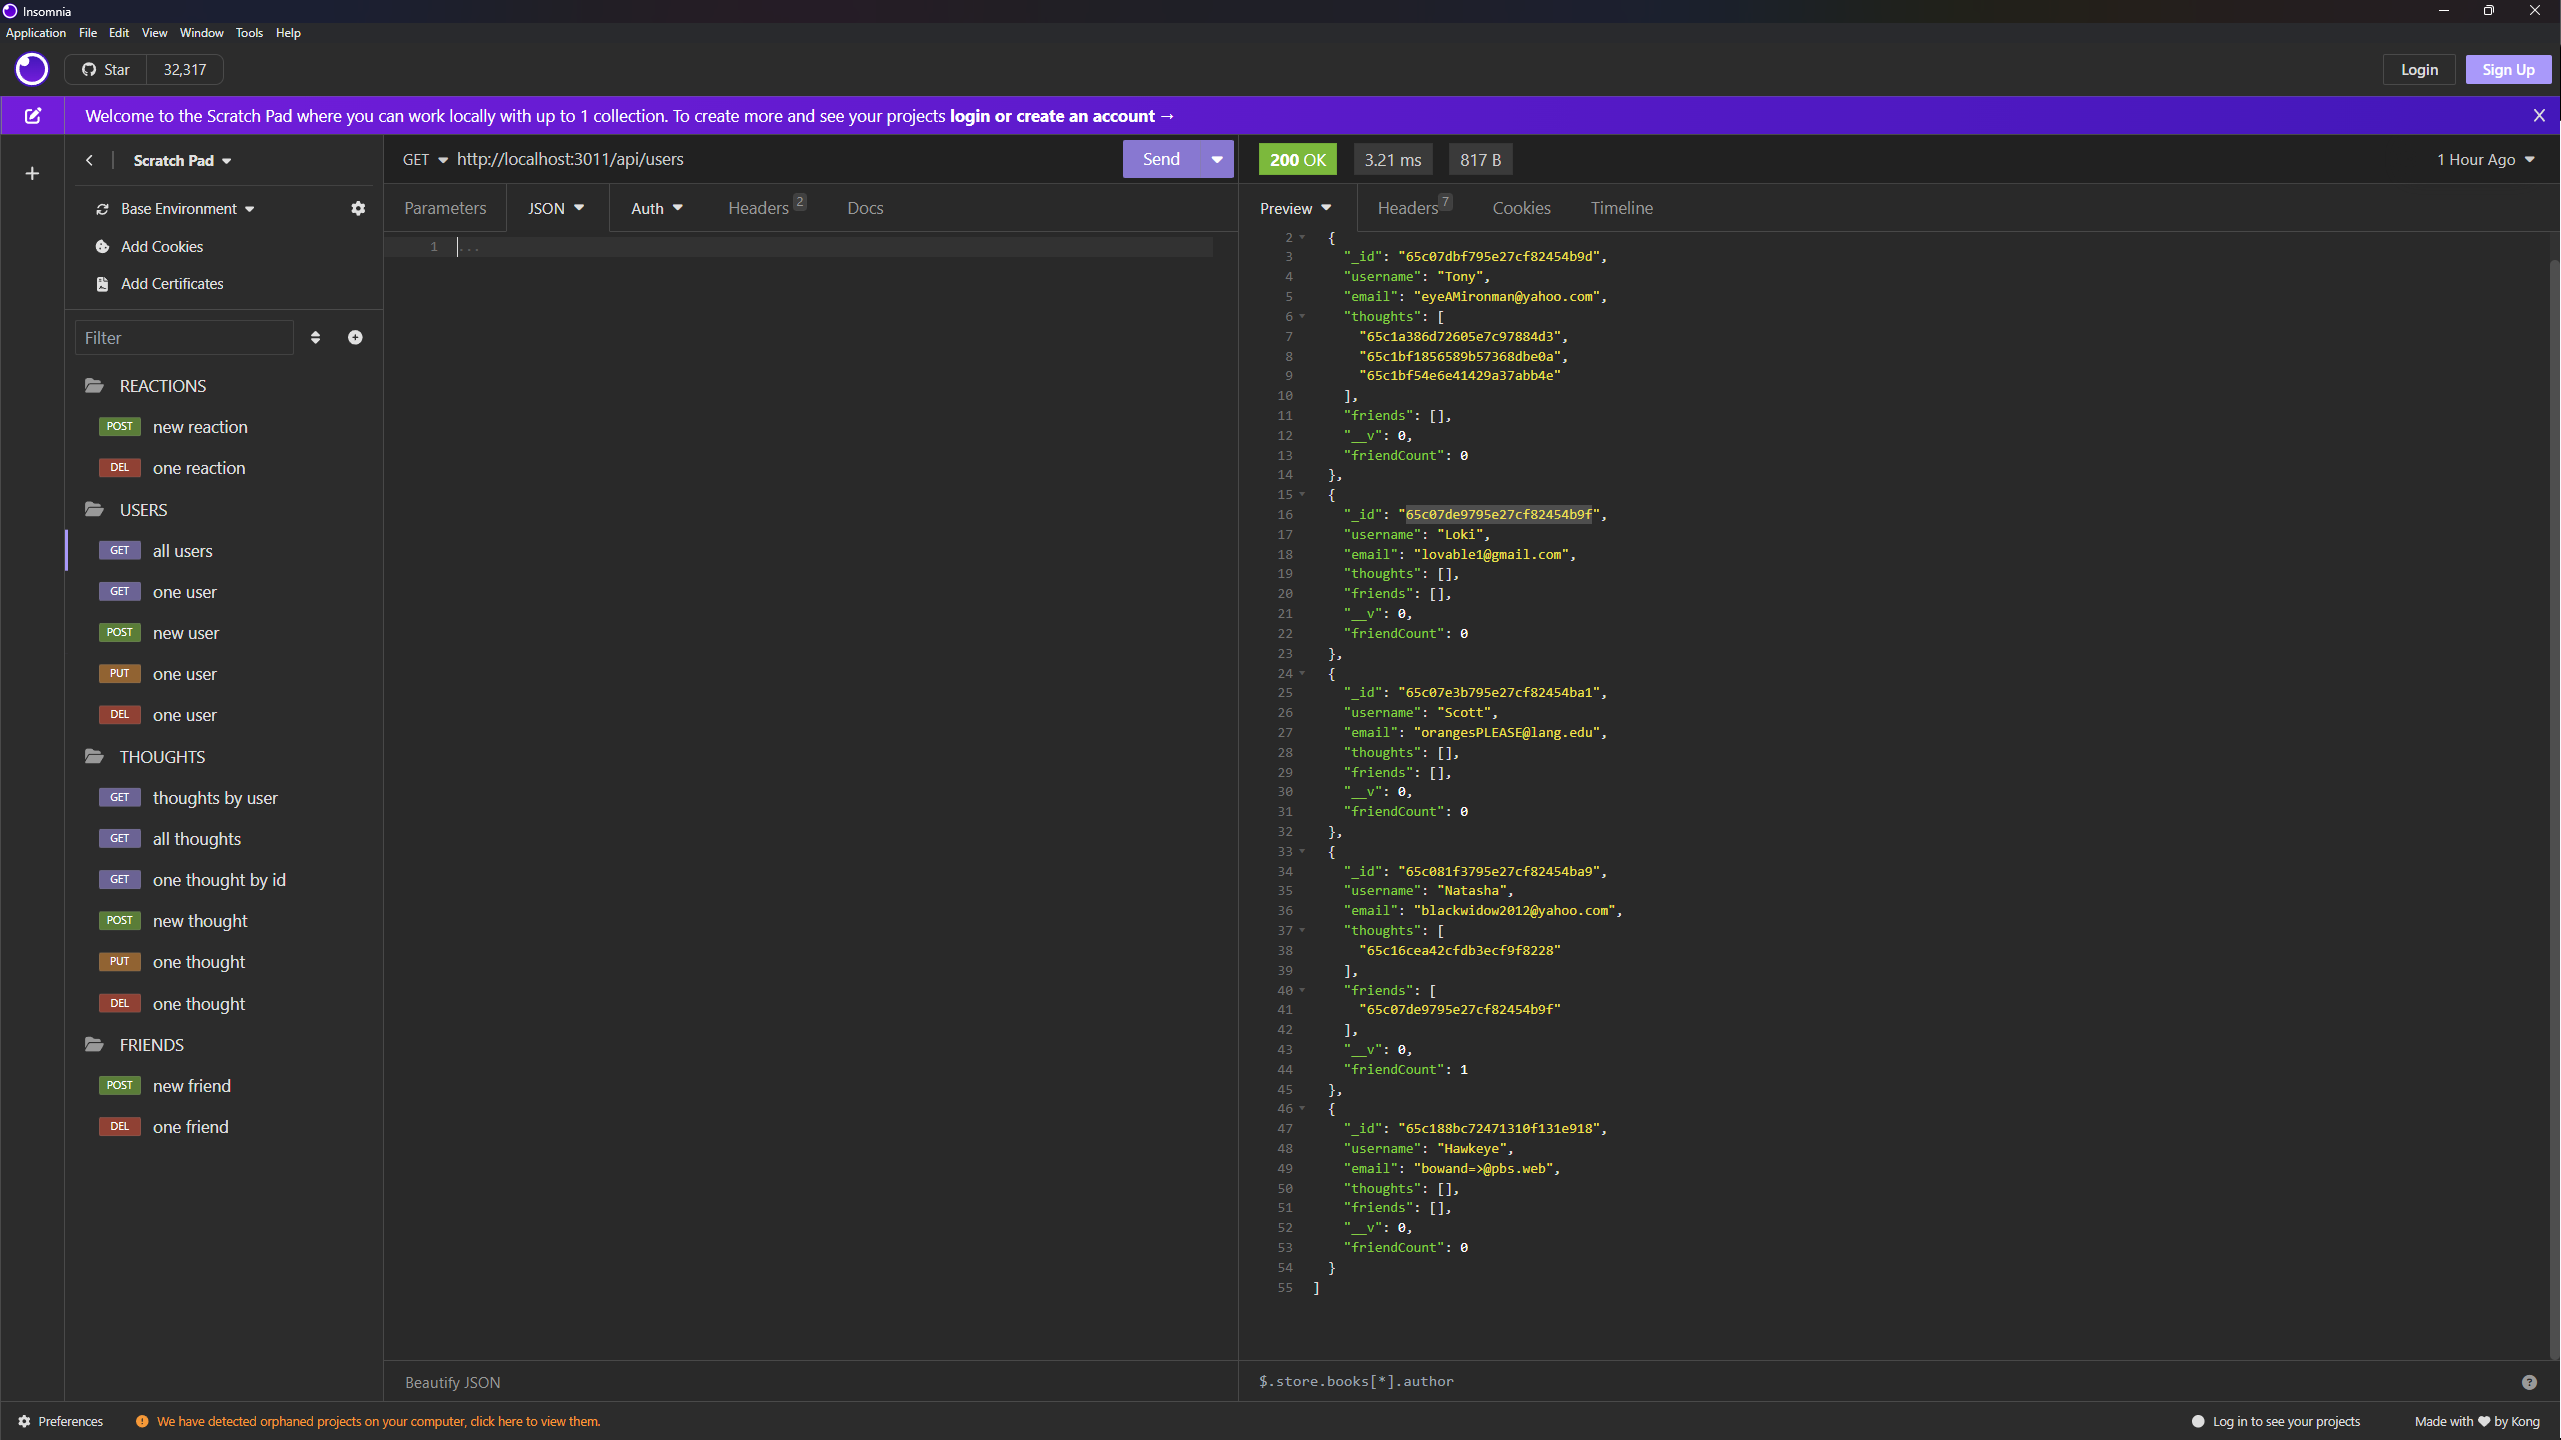 Insomnia
Application File Edit View Window Tools Help
Star 32,317
Login Sign Up
Welcome to the Scratch Pad where you can work locally with up to 1 collection. To create more and see your projects login or create an account →
Scratch Pad
Base Environment
Add Cookies
Add Certificates
Filter
REACTIONS
POST new reaction
DEL one reaction
USERS
GET all users
GET one user
POST new user
PUT one user
DEL one user
THOUGHTS
GET thoughts by user
GET all thoughts
GET one thought by id
POST new thought
PUT one thought
DEL one thought
FRIENDS
POST new friend
DEL one friend
GET http://localhost:3011/api/users Send
Parameters JSON Auth Headers 2 Docs
1 ...
Beautify JSON
200 OK 3.21 ms 817 B 1 Hour Ago
Preview Headers 7 Cookies Timeline
2 {
3 "_id": "65c07dbf795e27cf82454b9d",
4 "username": "Tony",
5 "email": "eyeAMironman@yahoo.com",
6 "thoughts": [
7 "65c1a386d72605e7c97884d3",
8 "65c1bf1856589b57368dbe0a",
9 "65c1bf54e6e41429a37abb4e"
10 ],
11 "friends": [],
12 "__v": 0,
13 "friendCount": 0
14 },
15 {
16 "_id": "65c07de9795e27cf82454b9f",
17 "username": "Loki",
18 "email": "lovable1@gmail.com",
19 "thoughts": [],
20 "friends": [],
21 "__v": 0,
22 "friendCount": 0
23 },
24 {
25 "_id": "65c07e3b795e27cf82454ba1",
26 "username": "Scott",
27 "email": "orangesPLEASE@lang.edu",
28 "thoughts": [],
29 "friends": [],
30 "__v": 0,
31 "friendCount": 0
32 },
33 {
34 "_id": "65c081f3795e27cf82454ba9",
35 "username": "Natasha",
36 "email": "blackwidow2012@yahoo.com",
37 "thoughts": [
38 "65c16cea42cfdb3ecf9f8228"
39 ],
40 "friends": [
41 "65c07de9795e27cf82454b9f"
42 ],
43 "__v": 0,
44 "friendCount": 1
45 },
46 {
47 "_id": "65c188bc72471310f131e918",
48 "username": "Hawkeye",
49 "email": "bowand=>@pbs.web",
50 "thoughts": [],
51 "friends": [],
52 "__v": 0,
53 "friendCount": 0
54 }
55 ]
$.store.books[*].author
Preferences We have detected orphaned projects on your computer, click here to view them. Log in to see your projects Made with ♥ by Kong